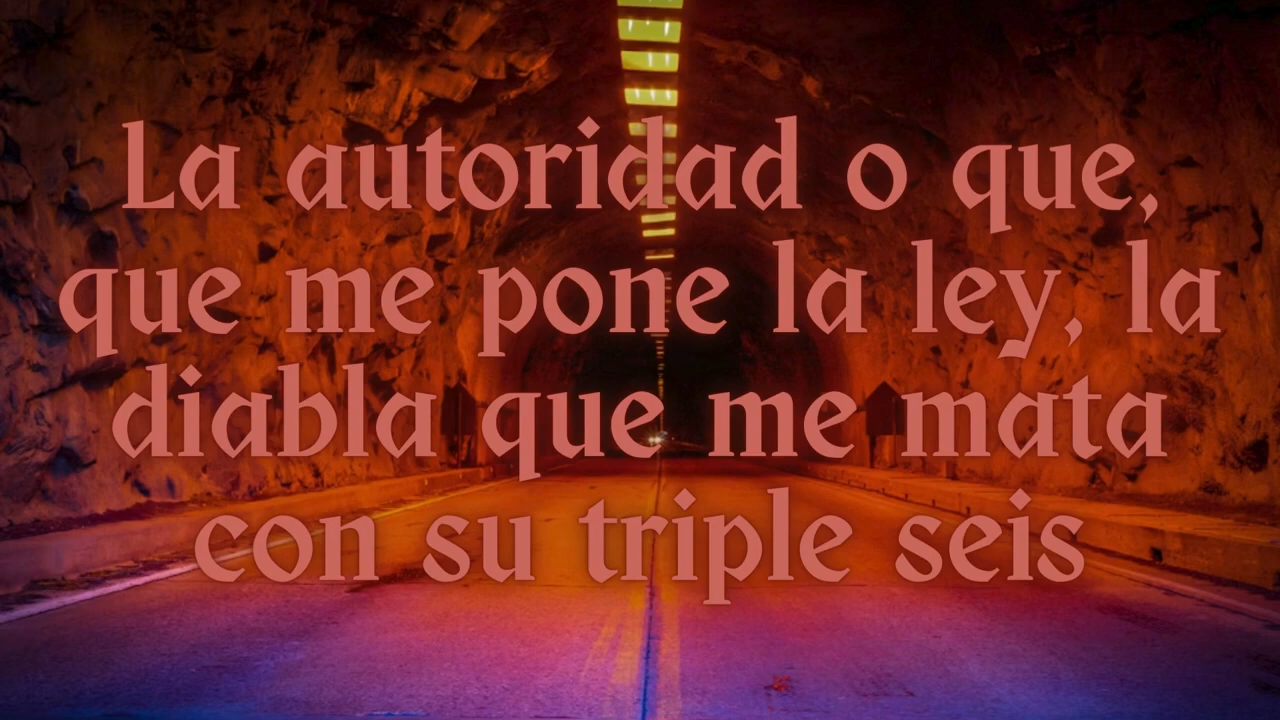 La autoridad o que,
que me pone la ley, la
diabla que me mata
con su triple seis